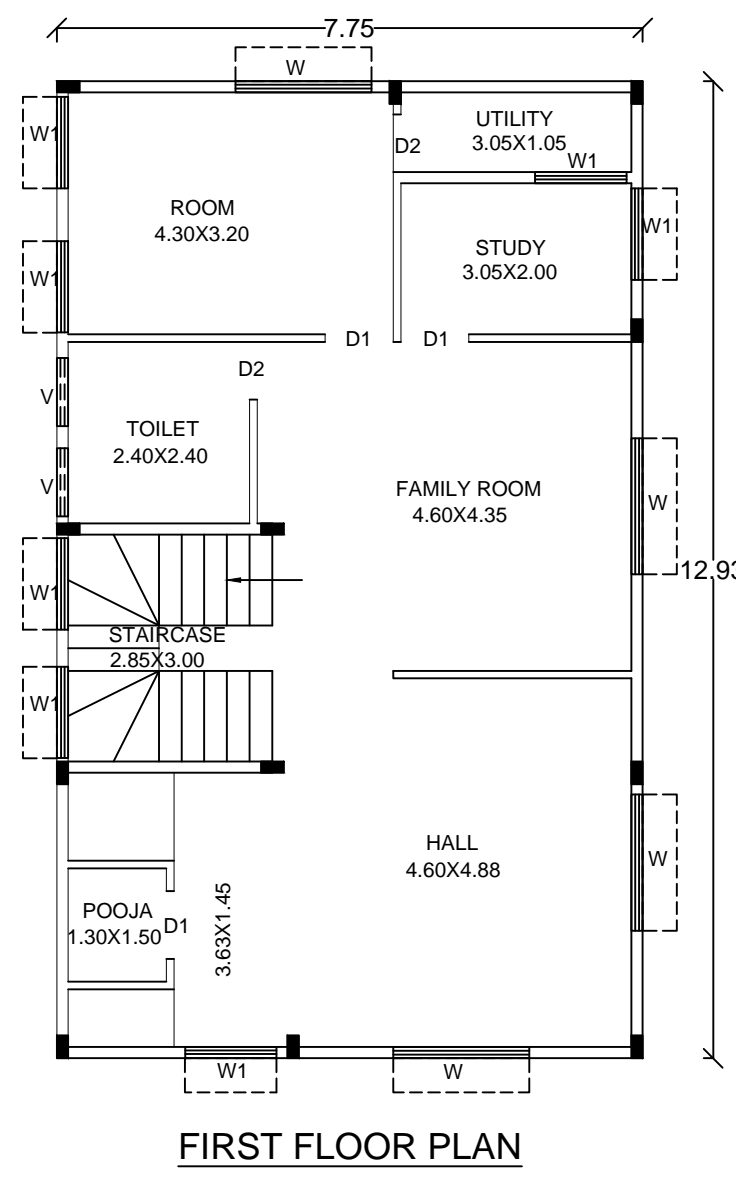 7.75
W
W1
UTILITY
3.05X1.05
D2
W1
ROOM
4.30X3.20
W1
STUDY
3.05X2.00
W1
D1
D1
D2
V
TOILET
2.40X2.40
V
FAMILY ROOM
4.60X4.35
W
12.93
W1
STAIRCASE
2.85X3.00
W1
HALL
4.60X4.88
W
POOJA
1.30X1.50
D1
3.63X1.45
W1
W
FIRST FLOOR PLAN